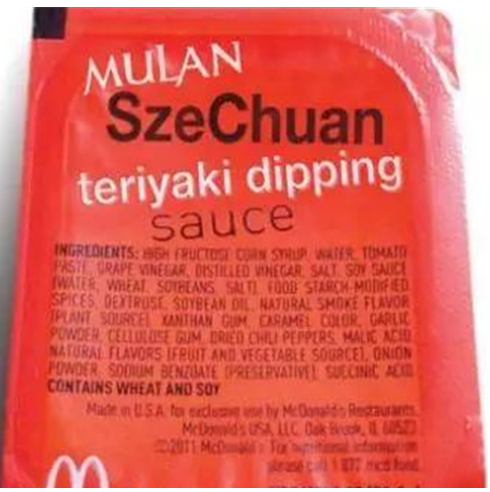 MULAN
SzeChuan
teriyaki dipping
sauce
INGREDIENTS: HIGH FRUCTOSE CORN SYRUP, WATER, TOMATO
PASTE, GRAPE VINEGAR, DISTILLED VINEGAR, SALT, SOY SAUCE
(WATER, WHEAT, SOYBEANS, SALT), FOOD STARCH-MODIFIED,
SPICES, DEXTROSE, SOYBEAN OIL, NATURAL SMOKE FLAVOR
(PLANT SOURCE), XANTHAN GUM, CARAMEL COLOR, GARLIC
POWDER, CELLULOSE GUM, DRIED CHILI PEPPERS, MALIC ACID,
NATURAL FLAVORS (FRUIT AND VEGETABLE SOURCE), ONION
POWDER, SODIUM BENZOATE (PRESERVATIVE), SUCCINIC ACID.
CONTAINS WHEAT AND SOY
Made in U.S.A. for exclusive use by McDonald's Restaurants.
McDonald's USA, LLC, Oak Brook, IL 60523
©2011 McDonald's For nutritional information
please call 1 877 mcd food.